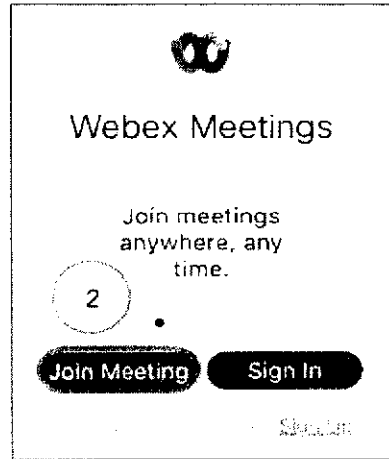 Webex Meetings
Join meetings
anywhere, any
time.
2
Join Meeting
Sign In